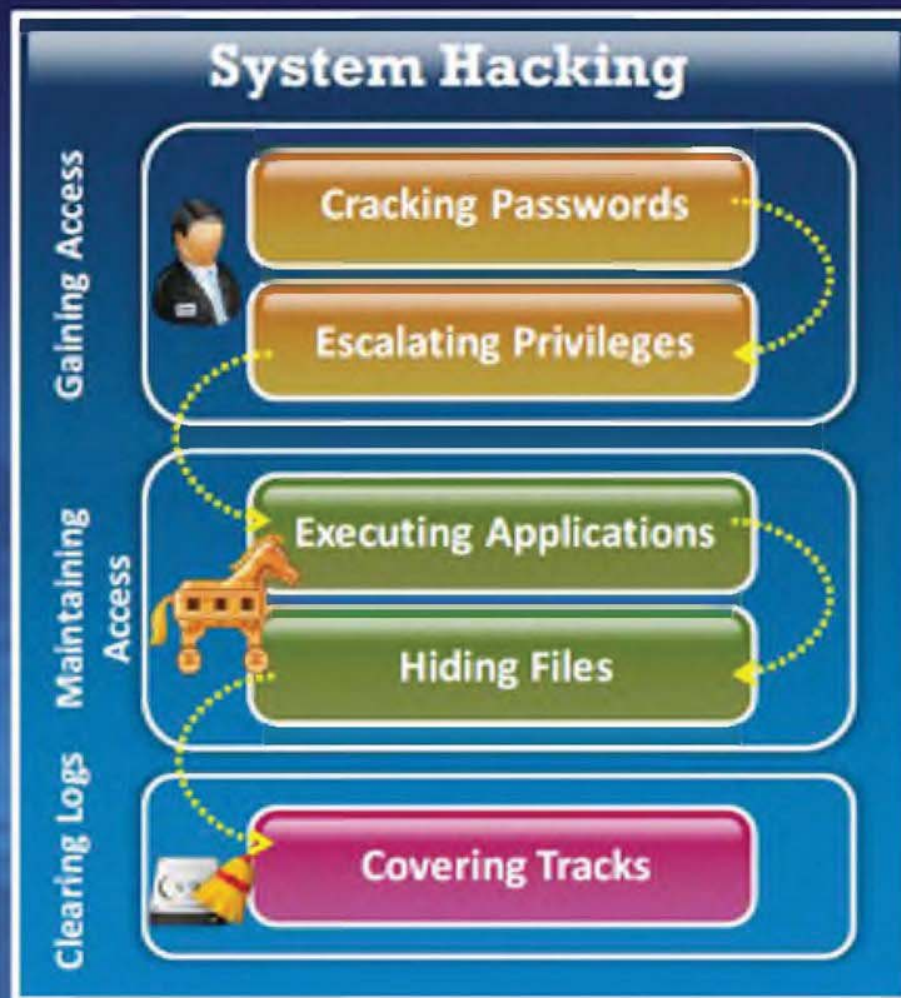 System Hacking
Gaining Access
Cracking Passwords
Escalating Privileges
Maintaining
Access
Executing Applications
Hiding Files
Clearing Logs
Covering Tracks